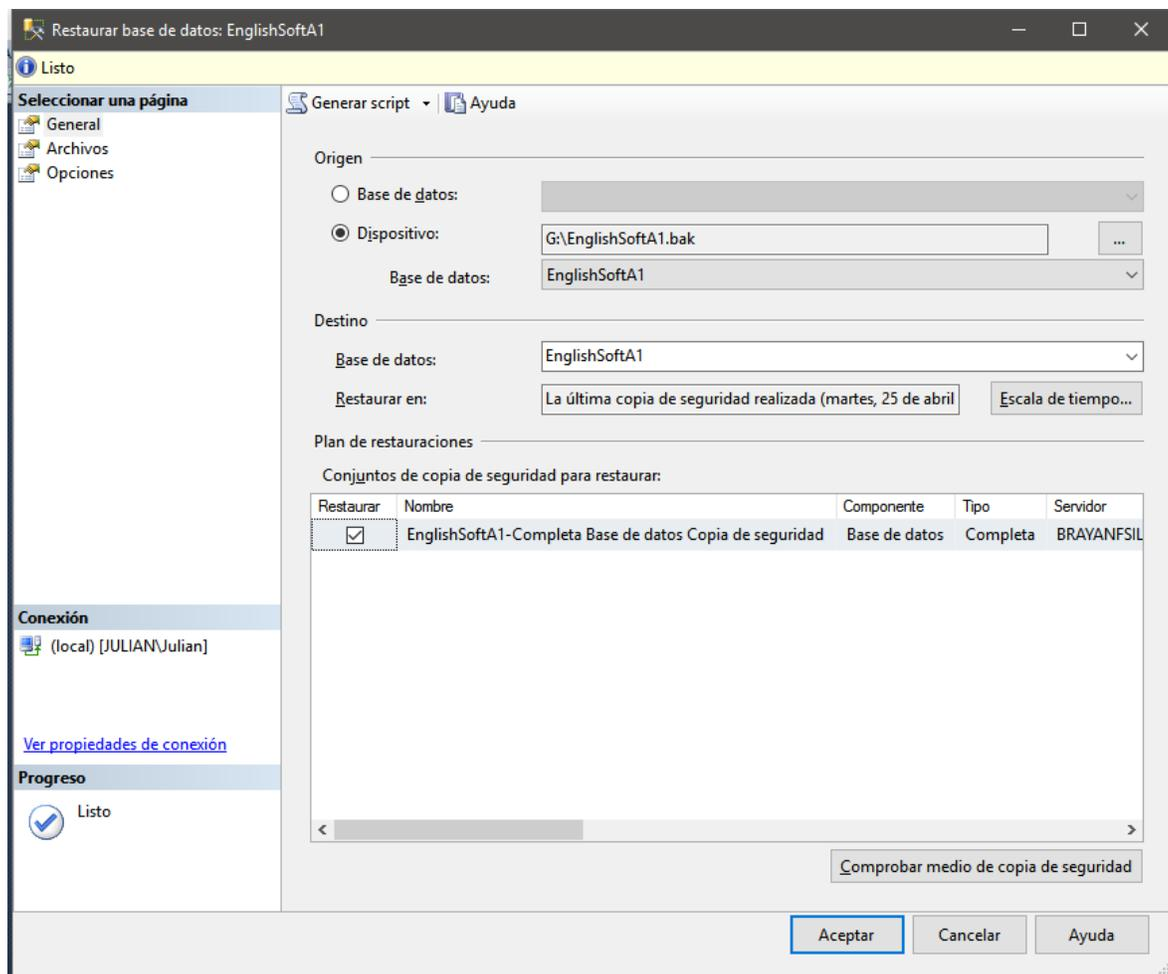 Restaurar base de datos: EnglishSoftA1
Listo
Seleccionar una página
General
Archivos
Opciones
Generar script
Ayuda
Origen
Base de datos:
Dispositivo:
G:\EnglishSoftA1.bak
...
Base de datos:
EnglishSoftA1
Destino
Base de datos:
EnglishSoftA1
Restaurar en:
La última copia de seguridad realizada (martes, 25 de abril
Escala de tiempo...
Plan de restauraciones
Conjuntos de copia de seguridad para restaurar:
Restaurar Nombre Componente Tipo Servidor
EnglishSoftA1-Completa Base de datos Copia de seguridad Base de datos Completa BRAYANFSIL
Conexión
(local) [JULIAN\Julian]
Ver propiedades de conexión
Progreso
Listo
Comprobar medio de copia de seguridad
Aceptar
Cancelar
Ayuda